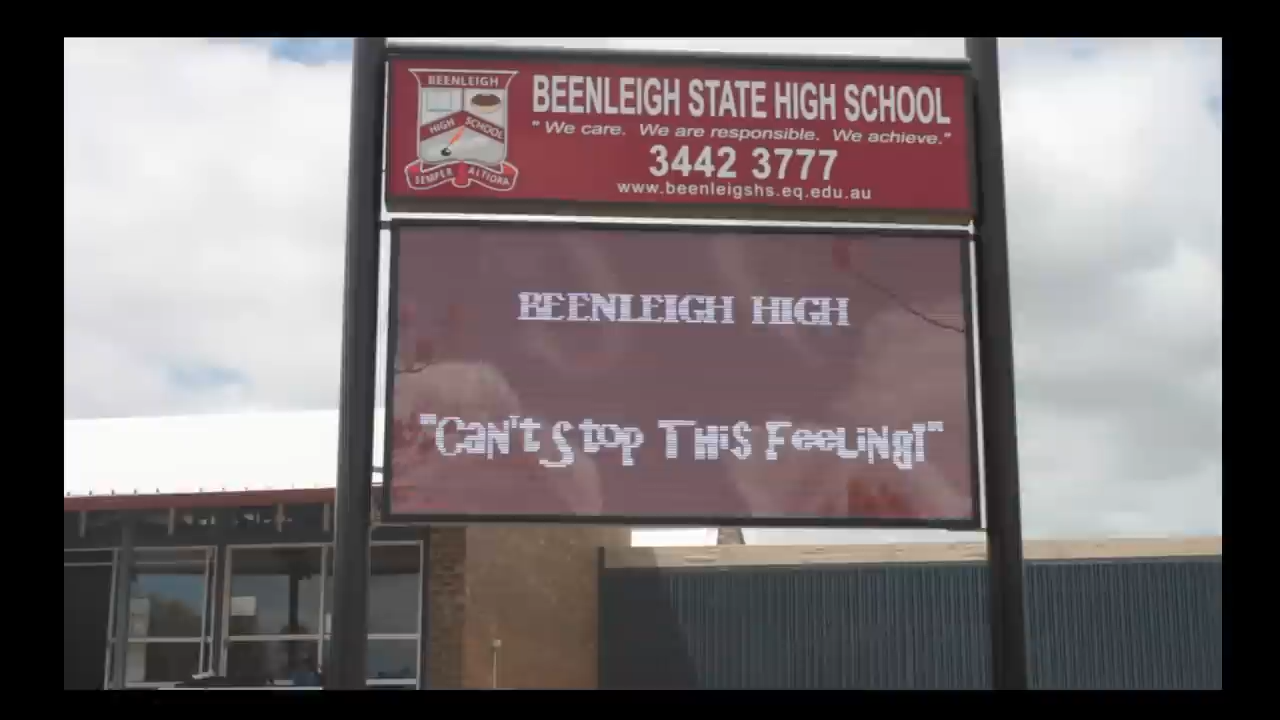 BEENLEIGH
HIGH SCHOOL
SEMPER ALTIORA
BEENLEIGH STATE HIGH SCHOOL
"We care. We are responsible. We achieve."
3442 3777
www.beenleigshs.eq.edu.au
BEENLEIGH HIGH
"Can't Stop This Feeling!"